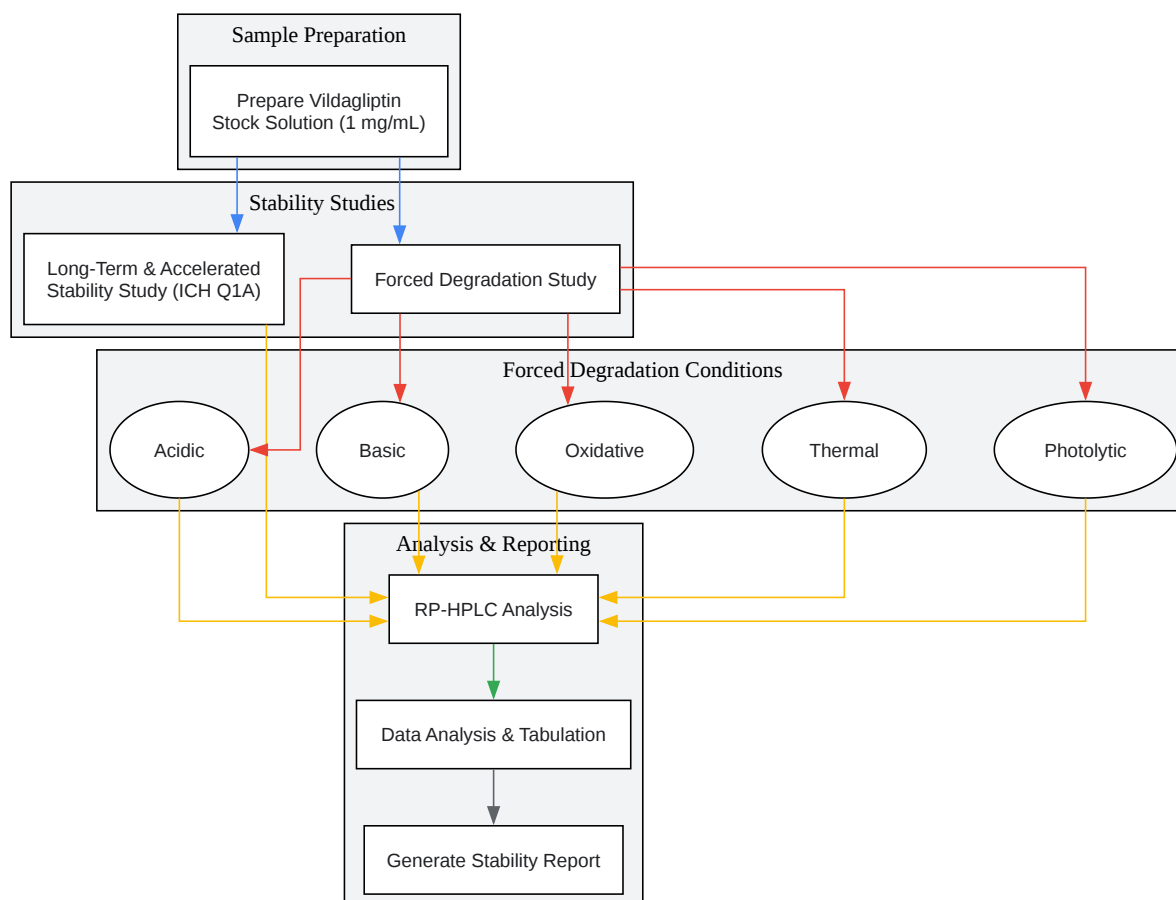 Sample Preparation
Prepare Vildagliptin
Stock Solution (1 mg/mL)
Stability Studies
Long-Term & Accelerated
Stability Study (ICH Q1A)
Forced Degradation Study
Forced Degradation Conditions
Acidic
Basic
Oxidative
Thermal
Photolytic
Analysis & Reporting
RP-HPLC Analysis
Data Analysis & Tabulation
Generate Stability Report